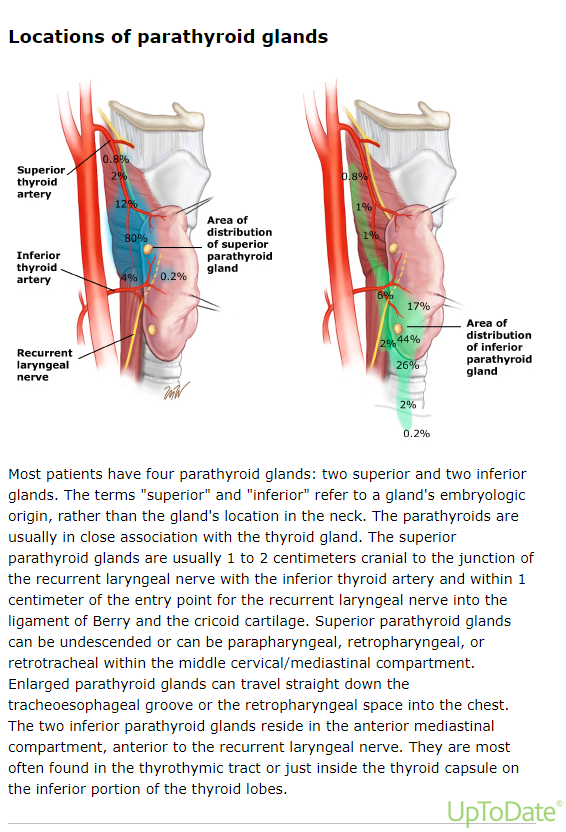 Locations of parathyroid glands
0.8%
2%
12%
80%
4%
0.2%
Superior
thyroid
artery
Inferior
thyroid
artery
Recurrent
laryngeal
nerve
Area of
distribution
of superior
parathyroid
gland
0.8%
1%
1%
6%
17%
2%
44%
26%
2%
0.2%
Area of
distribution
of inferior
parathyroid
gland
Most patients have four parathyroid glands: two superior and two inferior
glands. The terms "superior" and "inferior" refer to a gland's embryologic
origin, rather than the gland's location in the neck. The parathyroids are
usually in close association with the thyroid gland. The superior
parathyroid glands are usually 1 to 2 centimeters cranial to the junction of
the recurrent laryngeal nerve with the inferior thyroid artery and within 1
centimeter of the entry point for the recurrent laryngeal nerve into the
ligament of Berry and the cricoid cartilage. Superior parathyroid glands
can be undescended or can be parapharyngeal, retropharyngeal, or
retrotracheal within the middle cervical/mediastinal compartment.
Enlarged parathyroid glands can travel straight down the
tracheoesophageal groove or the retropharyngeal space into the chest.
The two inferior parathyroid glands reside in the anterior mediastinal
compartment, anterior to the recurrent laryngeal nerve. They are most
often found in the thyrothymic tract or just inside the thyroid capsule on
the inferior portion of the thyroid lobes.
UpToDate®